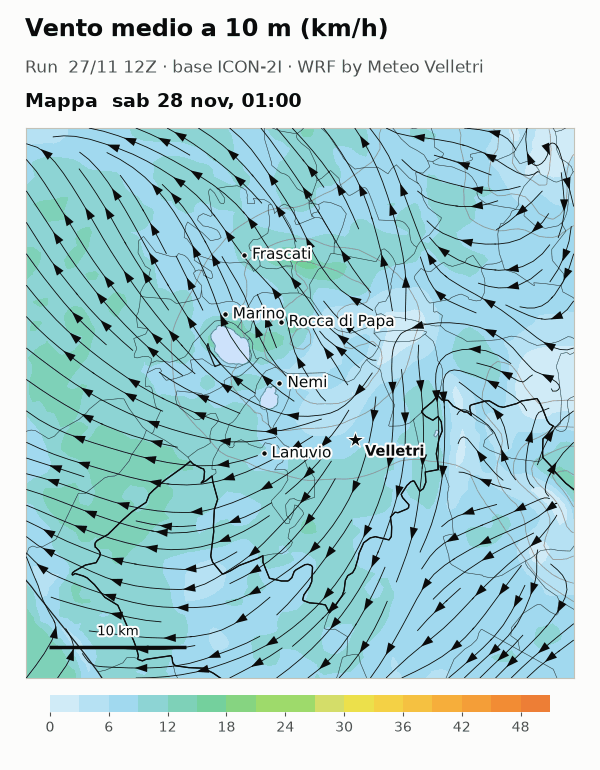 Vento medio a 10 m (km/h)
Run 27/11 12Z · base ICON-2I · WRF by Meteo Velletri
Mappa sab 28 nov, 01:00
Frascati
Marino
Rocca di Papa
Nemi
Velletri
Lanuvio
10 km
0 6 12 18 24 30 36 42 48